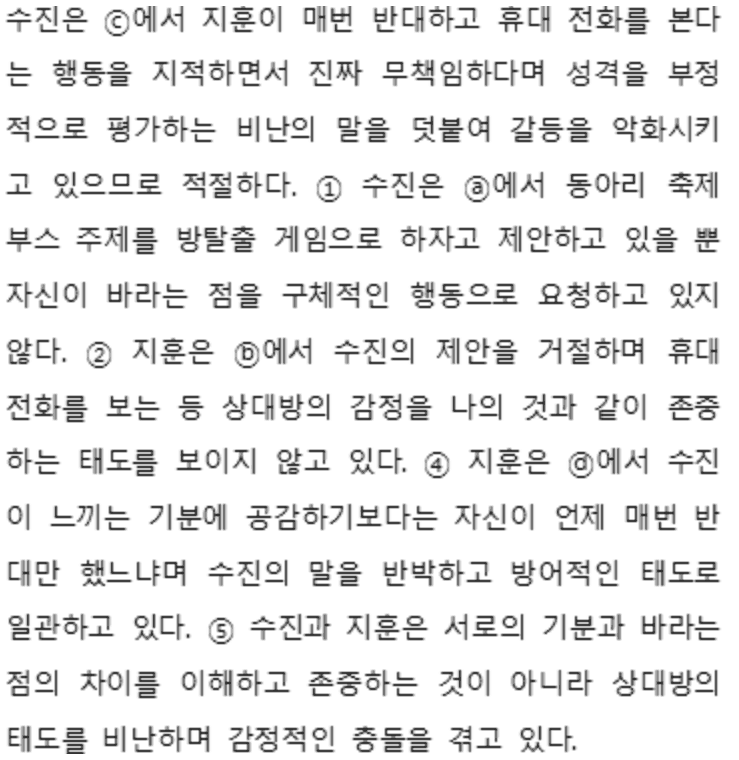 수진은 ⓒ에서 지훈이 매번 반대하고 휴대 전화를 본다
는 행동을 지적하면서 진짜 무책임하다며 성격을 부정
적으로 평가하는 비난의 말을 덧붙여 갈등을 악화시키
고 있으므로 적절하다. ① 수진은 ⓐ에서 동아리 축제
부스 주제를 방탈출 게임으로 하자고 제안하고 있을 뿐
자신이 바라는 점을 구체적인 행동으로 요청하고 있지
않다. ② 지훈은 ⓑ에서 수진의 제안을 거절하며 휴대
전화를 보는 등 상대방의 감정을 나의 것과 같이 존중
하는 태도를 보이지 않고 있다. ④ 지훈은 ⓓ에서 수진
이 느끼는 기분에 공감하기보다는 자신이 언제 매번 반
대만 했느냐며 수진의 말을 반박하고 방어적인 태도로
일관하고 있다. ⑤ 수진과 지훈은 서로의 기분과 바라는
점의 차이를 이해하고 존중하는 것이 아니라 상대방의
태도를 비난하며 감정적인 충돌을 겪고 있다.